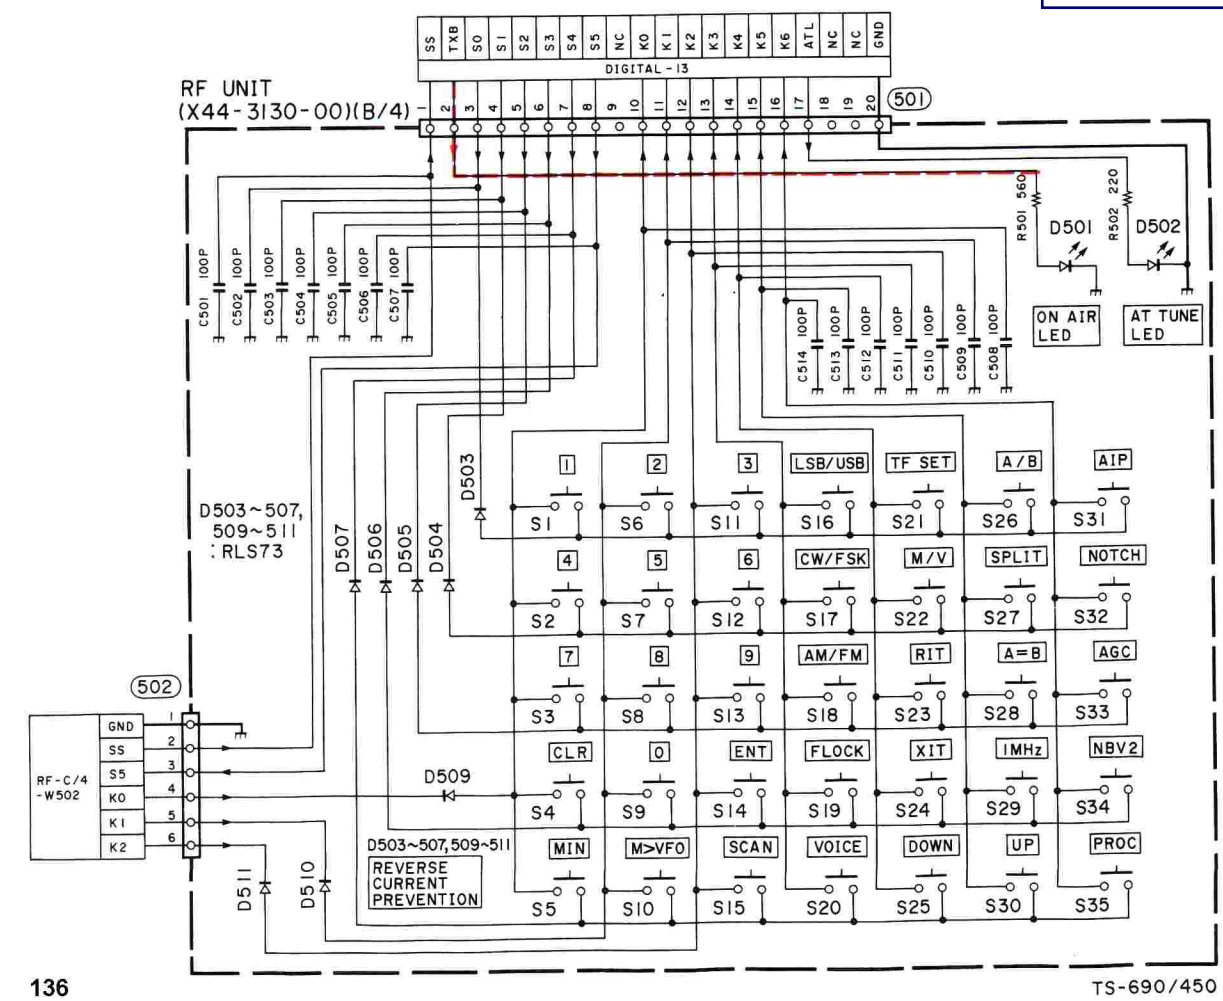 SS TXB S0 S1 S2 S3 S4 S5 NC K0 K1 K2 K3 K4 K5 K6 ATL NC NC GND
DIGITAL-13
RF UNIT
(X44-3130-00)(B/4)
1 2 3 4 5 6 7 8 9 10 11 12 13 14 15 16 17 18 19 20
501
R501 560
R502 220
D501
D502
C501 100P
C502 100P
C503 100P
C504 100P
C505 100P
C506 100P
C507 100P
ON AIR
LED
AT TUNE
LED
C514 100P
C513 100P
C512 100P
C511 100P
C510 100P
C509 100P
C508 100P
D503
1 2 3 LSB/USB TF SET A/B AIP
S1 S6 S11 S16 S21 S26 S31
D503~507,
509~511
:RLS73
D507 D506 D505 D504
4 5 6 CW/FSK M/V SPLIT NOTCH
S2 S7 S12 S17 S22 S27 S32
7 8 9 AM/FM RIT A=B AGC
S3 S8 S13 S18 S23 S28 S33
502
RF-C/4
-W502
GND 1
SS 2
S5 3
K0 4
K1 5
K2 6
D509
CLR 0 ENT FLOCK XIT 1MHz NBV2
S4 S9 S14 S19 S24 S29 S34
D503~507,509~511
REVERSE
CURRENT
PREVENTION
D511 D510
MIN M>VFO SCAN VOICE DOWN UP PROC
S5 S10 S15 S20 S25 S30 S35
136
TS-690/450